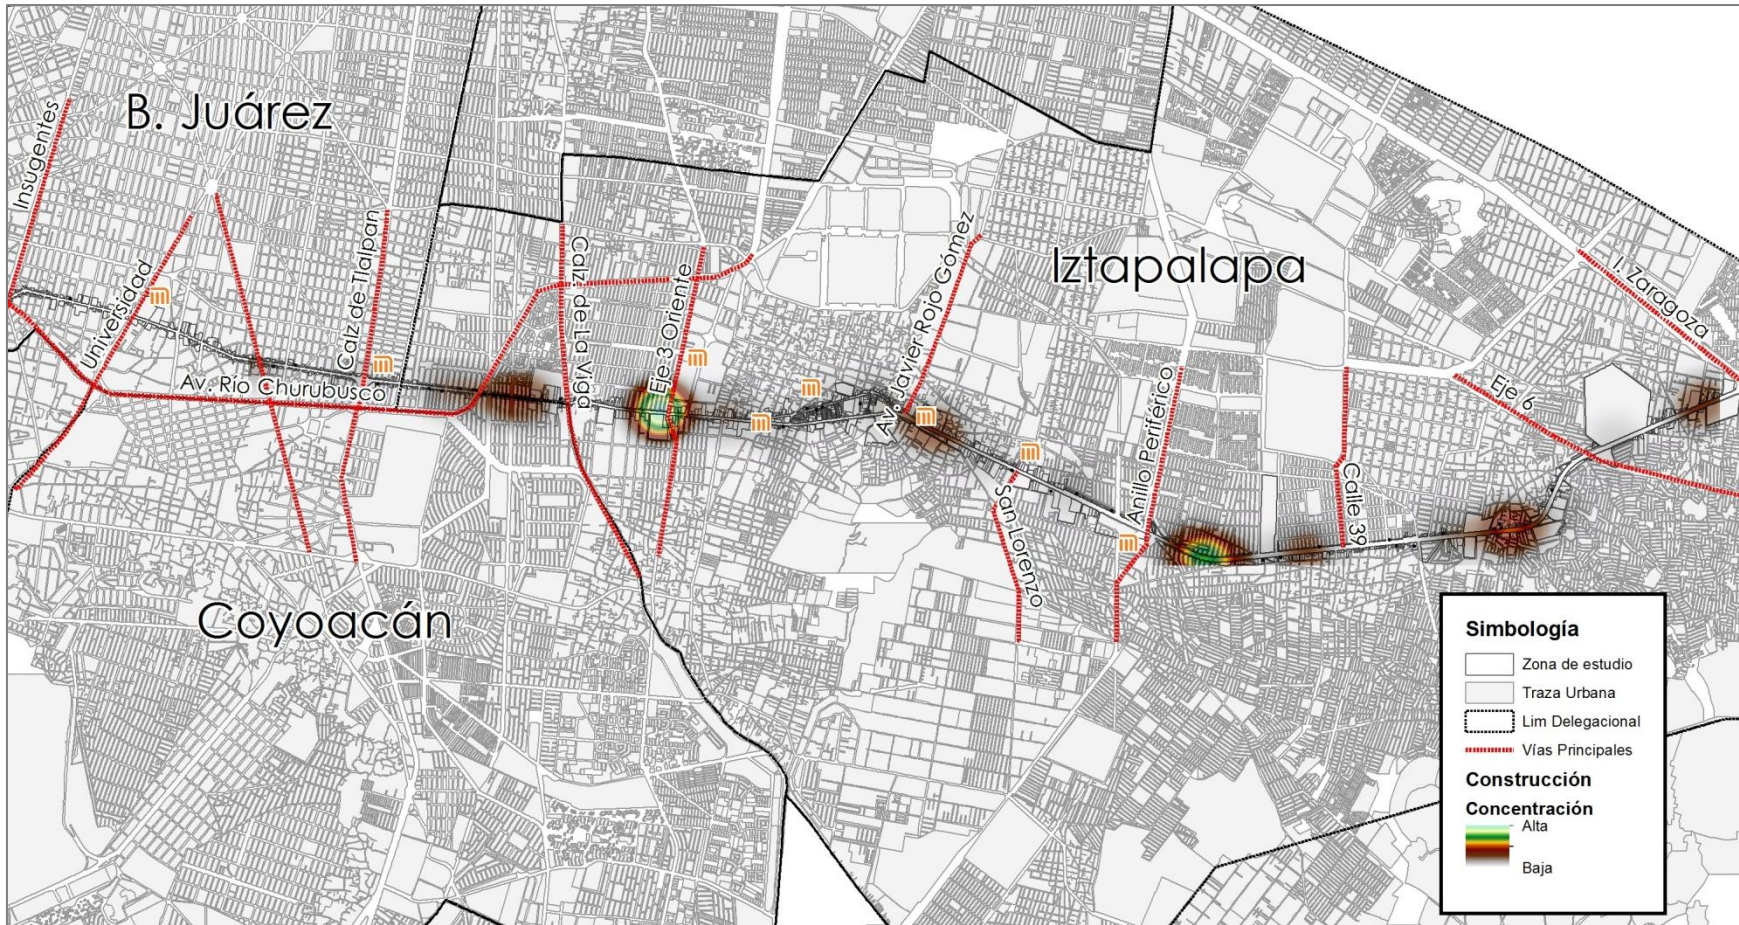 B. Juárez
Insugentes
Universidad
Calz de Tlalpan
Av. Río Churubusco
Calz. de La Viga
Eje 3 Oriente
Av. Javier Rojo Gómez
Iztapalapa
I. Zaragoza
Eje 6
Anillo Periférico
Calle 39
San Lorenzo
Coyoacán
Simbología
Zona de estudio
Traza Urbana
Lim Delegacional
Vías Principales
Construcción
Concentración
Alta
Baja